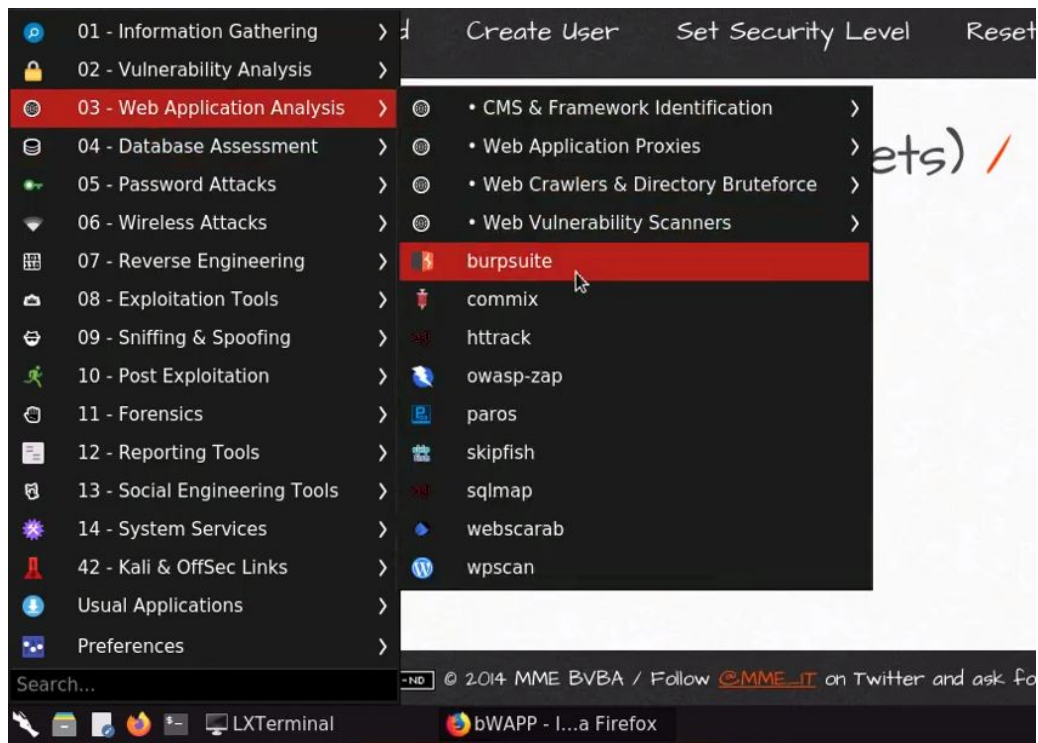 01 - Information Gathering
02 - Vulnerability Analysis
03 - Web Application Analysis
04 - Database Assessment
05 - Password Attacks
06 - Wireless Attacks
07 - Reverse Engineering
08 - Exploitation Tools
09 - Sniffing & Spoofing
10 - Post Exploitation
11 - Forensics
12 - Reporting Tools
13 - Social Engineering Tools
14 - System Services
42 - Kali & OffSec Links
Usual Applications
Preferences
Search...
• CMS & Framework Identification
• Web Application Proxies
• Web Crawlers & Directory Bruteforce
• Web Vulnerability Scanners
burpsuite
commix
httrack
owasp-zap
paros
skipfish
sqlmap
webscarab
wpscan
d Create User Set Security Level Reset
ets) /
-ND © 2014 MME BVBA / Follow @MME_IT on Twitter and ask fo
LXTerminal
bWAPP - I...a Firefox